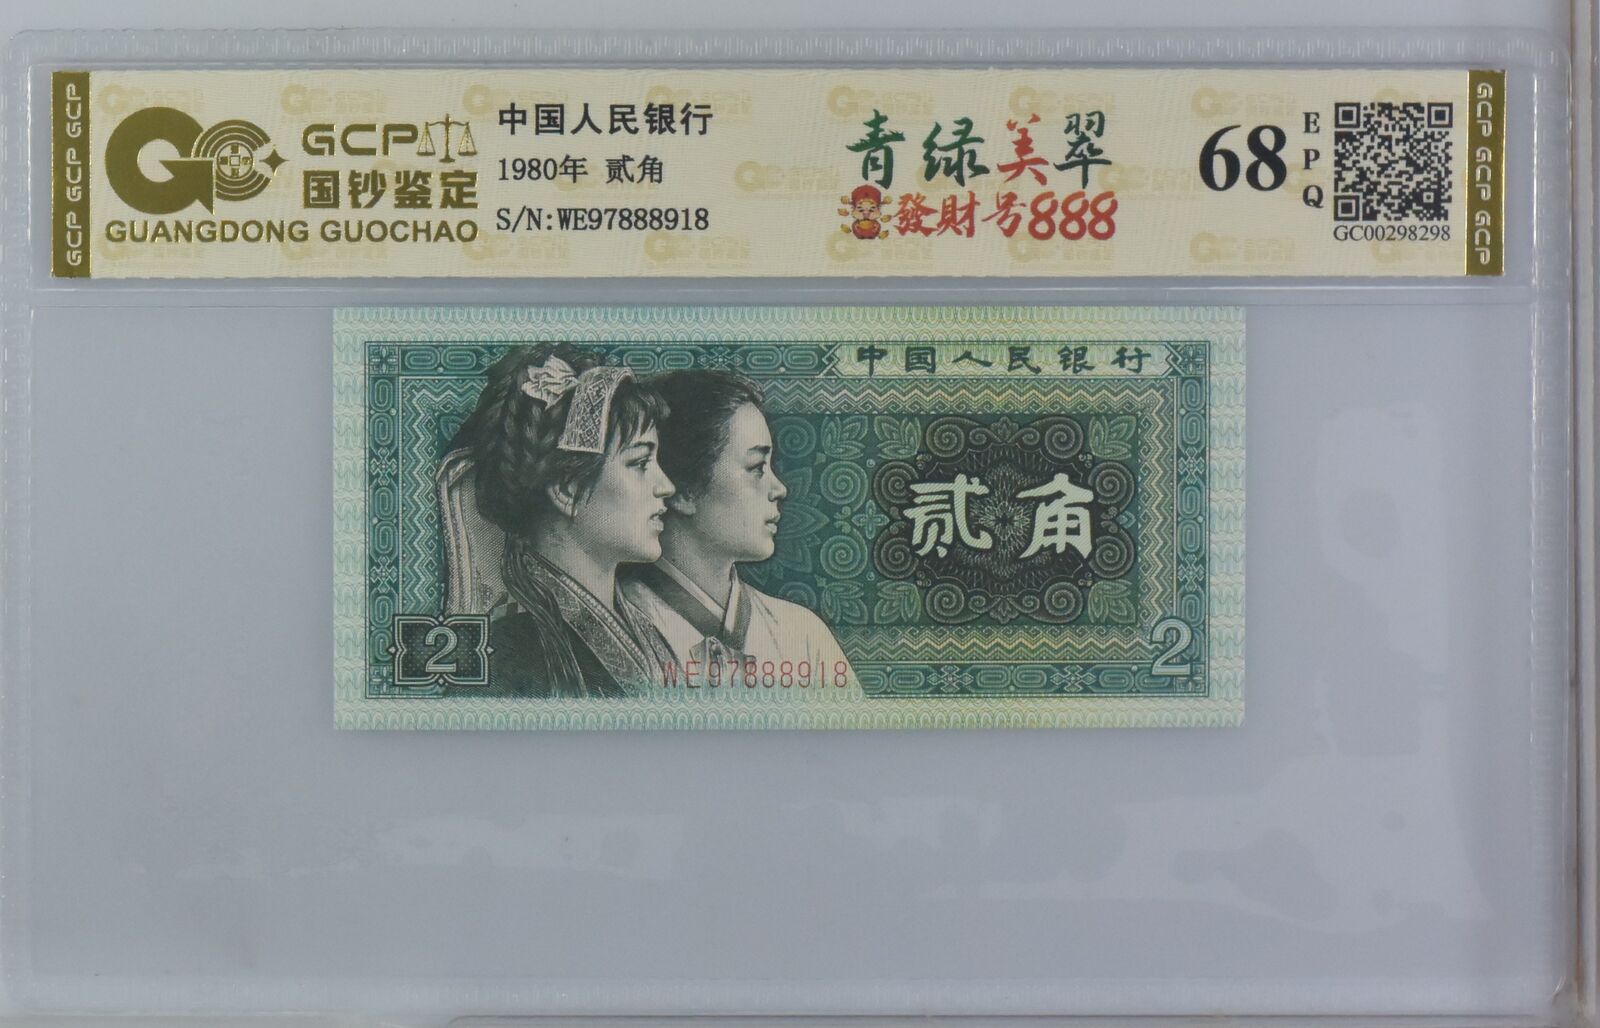 GCP GCP GCP
GCP
国钞鉴定
GUANGDONG GUOCHAO
中国人民银行
1980年 贰角
S/N:WE97888918
青绿美翠
發財号888
68
EPQ
GC00298298
GCP GCP GCP
中国人民银行
贰角
2
WE97888918
2